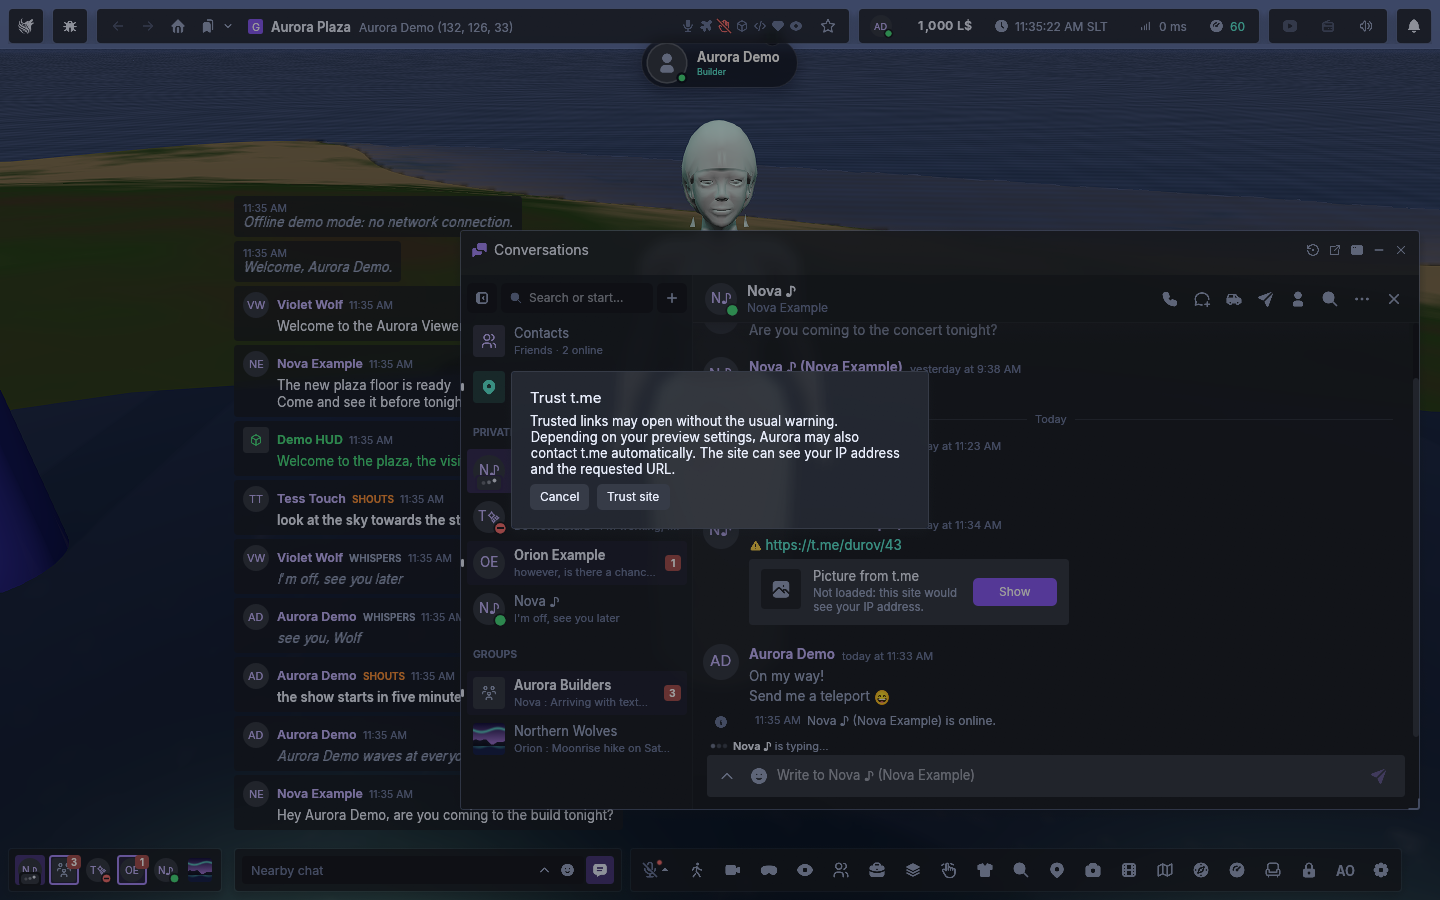 Aurora Plaza Aurora Demo (132, 126, 33)
AD 1,000 L$ 11:35:22 AM SLT 0 ms 60
Aurora Demo
Builder
11:35 AM
Offline demo mode: no network connection.
11:35 AM
Welcome, Aurora Demo.
VW Violet Wolf 11:35 AM
Welcome to the Aurora Viewe
NE Nova Example 11:35 AM
The new plaza floor is ready
Come and see it before tonigh
Demo HUD 11:35 AM
Welcome to the plaza, the visi
TT Tess Touch SHOUTS 11:35 AM
look at the sky towards the st
VW Violet Wolf WHISPERS 11:35 AM
I'm off, see you later
AD Aurora Demo WHISPERS 11:35 AM
see you, Wolf
AD Aurora Demo SHOUTS 11:35 AM
the show starts in five minute
AD Aurora Demo 11:35 AM
Aurora Demo waves at everyo
NE Nova Example 11:35 AM
Hey Aurora Demo, are you coming to the build tonight?
Conversations
Search or start...
Contacts
Friends · 2 online
PRIVAT
N♪
T
OE Orion Example 1
however, is there a chanc...
N♪ Nova ♪
I'm off, see you later
GROUPS
Aurora Builders 3
Nova : Arriving with text...
Northern Wolves
Orion : Moonrise hike on Sat...
N♪ Nova ♪
Nova Example
Are you coming to the concert tonight?
Nova ♪ (Nova Example) yesterday at 9:38 AM
Today
ay at 11:23 AM
ay at 11:34 AM
https://t.me/durov/43
Picture from t.me
Not loaded: this site would
see your IP address.
Show
AD Aurora Demo today at 11:33 AM
On my way!
Send me a teleport 😄
11:35 AM Nova ♪ (Nova Example) is online.
Nova ♪ is typing...
Write to Nova ♪ (Nova Example)
Trust t.me
Trusted links may open without the usual warning.
Depending on your preview settings, Aurora may also
contact t.me automatically. The site can see your IP address
and the requested URL.
Cancel Trust site
N♪ 3 T OE 1 N♪
Nearby chat
AO